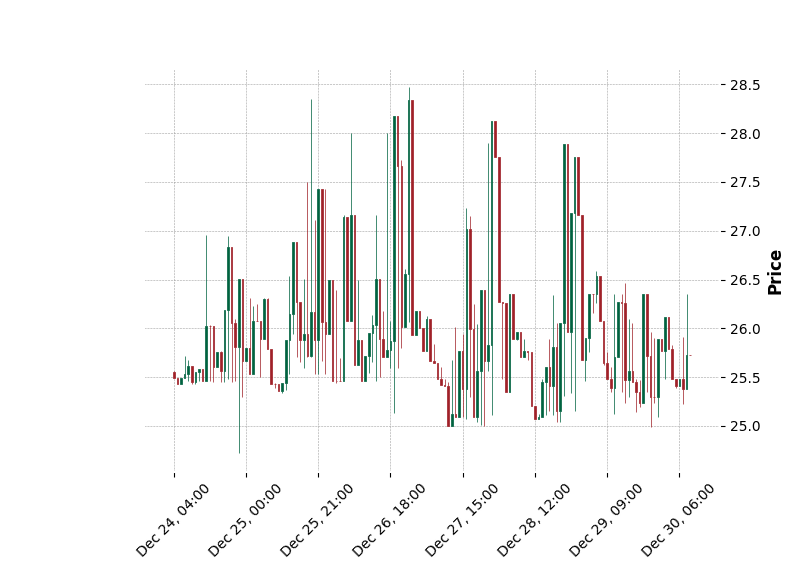 28.5
28.0
27.5
27.0
26.5
26.0
25.5
25.0
Price
Dec 24, 04:00
Dec 25, 00:00
Dec 25, 21:00
Dec 26, 18:00
Dec 27, 15:00
Dec 28, 12:00
Dec 29, 09:00
Dec 30, 06:00